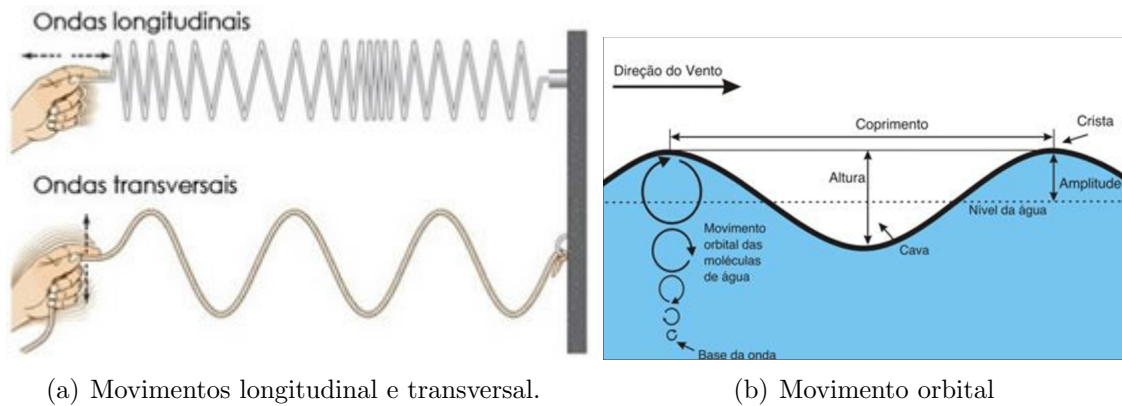 Ondas longitudinais
Ondas transversais
Direção do Vento
Coprimento
Crista
Altura
Amplitude
Nível da água
Movimento
orbital das
moléculas
de água
Cava
Base da onda
(a) Movimentos longitudinal e transversal.
(b) Movimento orbital